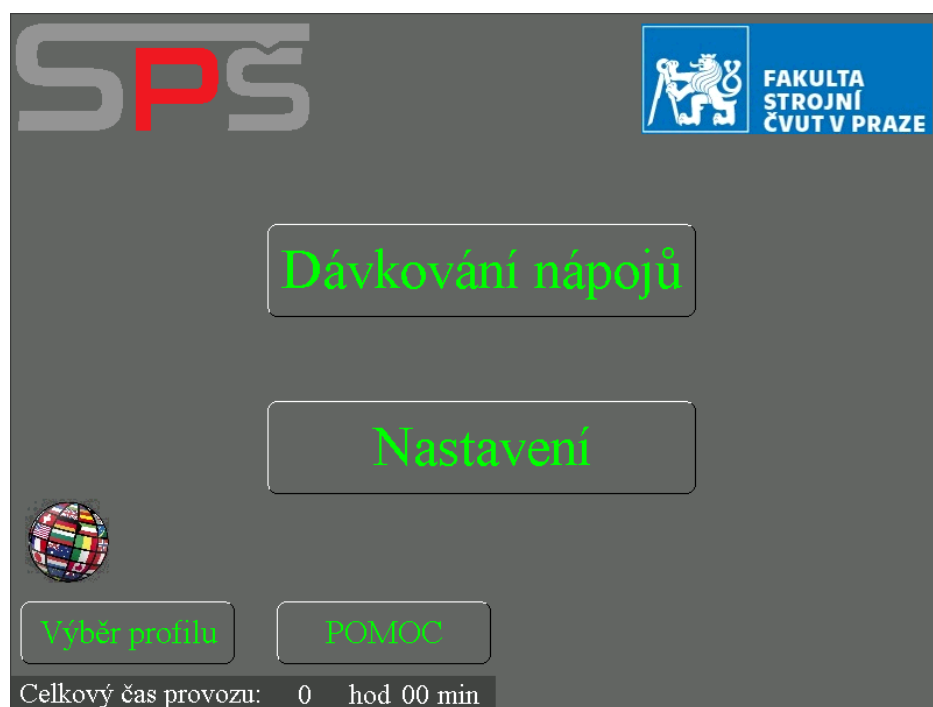 SPŠ
FAKULTA
STROJNÍ
ČVUT V PRAZE
Dávkování nápojů
Nastavení
Výběr profilu
POMOC
Celkový čas provozu: 0 hod 00 min